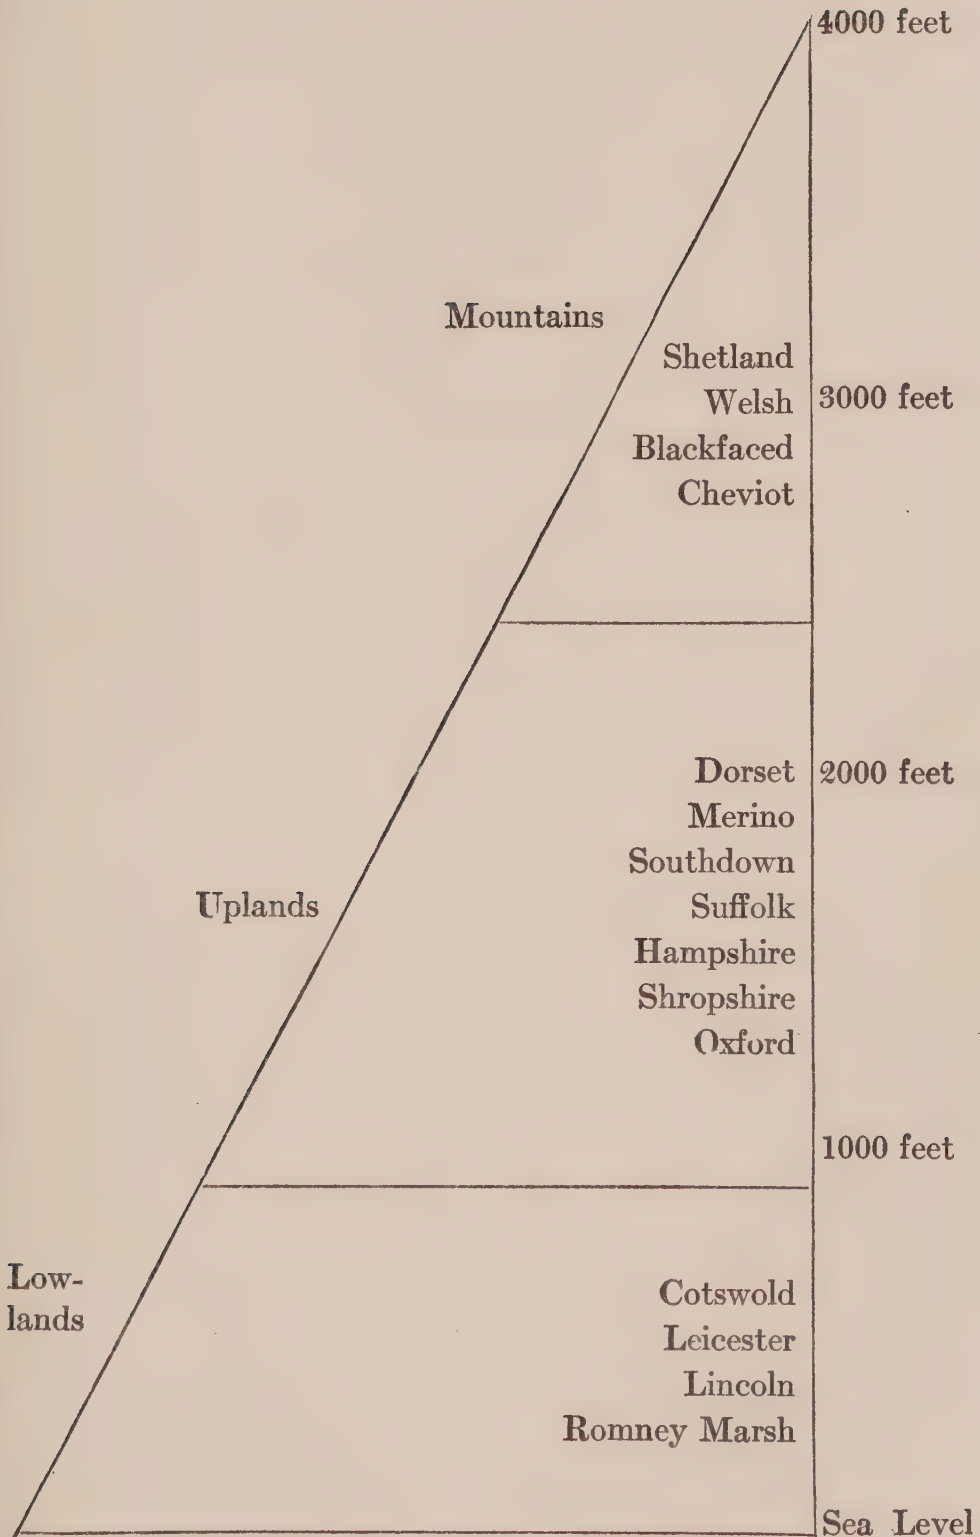 4000 feet
Mountains
Shetland
Welsh
3000 feet
Blackfaced
Cheviot
Dorset
2000 feet
Merino
Southdown
Uplands
Suffolk
Hampshire
Shropshire
Oxford
1000 feet
Low-
lands
Cotswold
Leicester
Lincoln
Romney Marsh
Sea Level